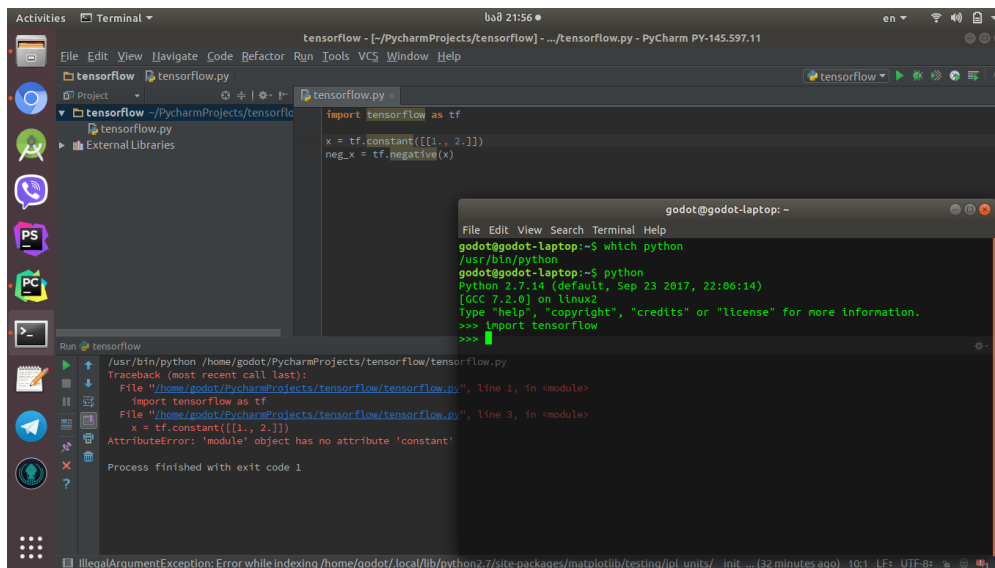 Activities Terminal ▾ სამ 21:56 ● en ▾
tensorflow - [~/PycharmProjects/tensorflow] - .../tensorflow.py - PyCharm PY-145.597.11
File Edit View Navigate Code Refactor Run Tools VCS Window Help
tensorflow tensorflow.py tensorflow
Project tensorflow.py
tensorflow ~/PycharmProjects/tensorflo
tensorflow.py
External Libraries
import tensorflow as tf
x = tf.constant([[1., 2.]])
neg_x = tf.negative(x)
godot@godot-laptop: ~
File Edit View Search Terminal Help
godot@godot-laptop:~$ which python
/usr/bin/python
godot@godot-laptop:~$ python
Python 2.7.14 (default, Sep 23 2017, 22:06:14)
[GCC 7.2.0] on linux2
Type "help", "copyright", "credits" or "license" for more information.
>>> import tensorflow
>>>
Run tensorflow
/usr/bin/python /home/godot/PycharmProjects/tensorflow/tensorflow.py
Traceback (most recent call last):
File "/home/godot/PycharmProjects/tensorflow/tensorflow.py", line 1, in <module>
import tensorflow as tf
File "/home/godot/PycharmProjects/tensorflow/tensorflow.py", line 3, in <module>
x = tf.constant([[1., 2.]])
AttributeError: 'module' object has no attribute 'constant'
Process finished with exit code 1
PS
PC
IllegalArgumentException: Error while indexing /home/godot/.local/lib/python2.7/site-packages/matplotlib/testing/jpl_units/__init__... (32 minutes ago) 10:1 LF÷ UTF-8÷